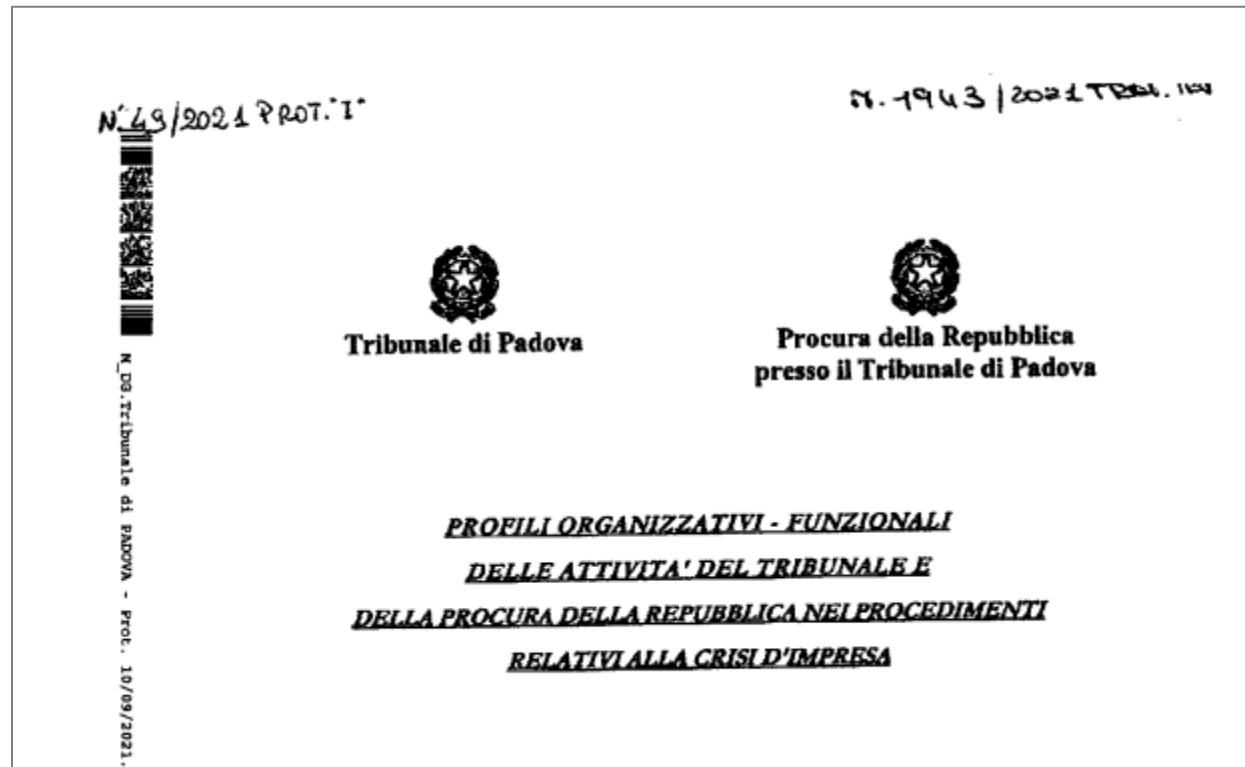 N. 49/2021 PROT. "I"
N. 1943/2021
Tribunale di Padova
Procura della Repubblica
presso il Tribunale di Padova
PROFILI ORGANIZZATIVI - FUNZIONALI
DELLE ATTIVITA' DEL TRIBUNALE E
DELLA PROCURA DELLA REPUBBLICA NEI PROCEDIMENTI
RELATIVI ALLA CRISI D'IMPRESA
M_DG.Tribunale di PADOVA - Prot. 10/09/2021.